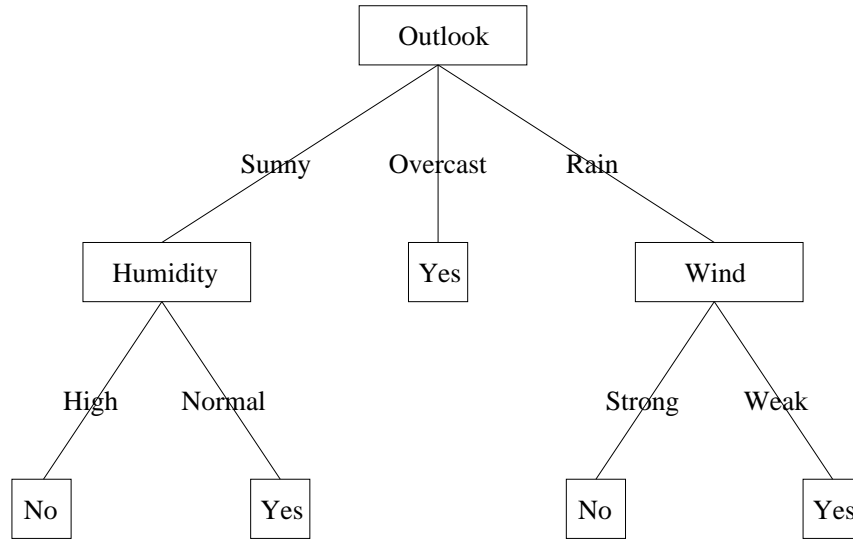 Outlook
Sunny Overcast Rain
Humidity Yes Wind
High Normal Strong Weak
No Yes No Yes